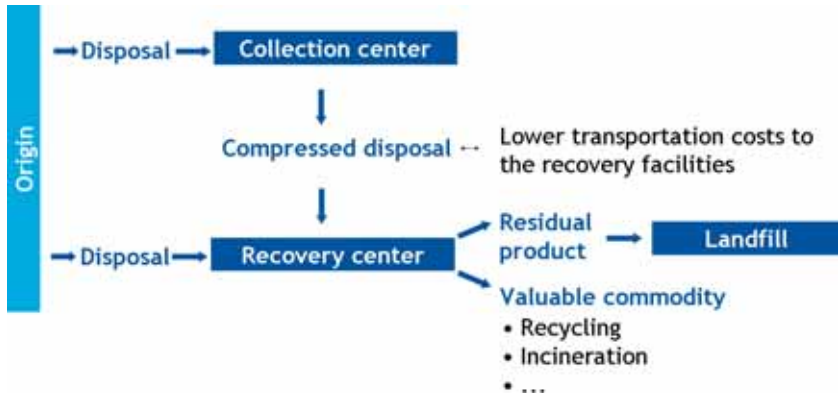 Origin
Disposal
Collection center
Compressed disposal ↔ Lower transportation costs to
the recovery facilities
Disposal
Recovery center
Residual
product
Landfill
Valuable commodity
• Recycling
• Incineration
• ...